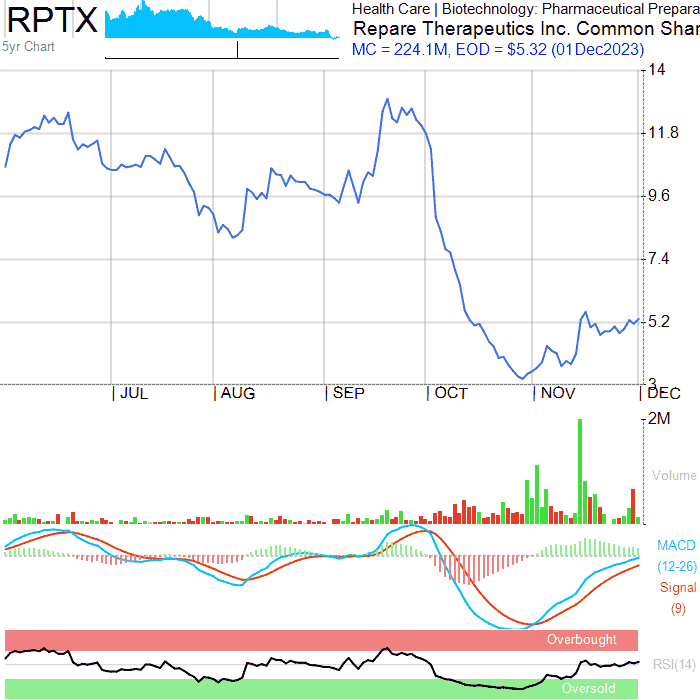 RPTX
Health Care | Biotechnology: Pharmaceutical Prepara
Repare Therapeutics Inc. Common Shar
5yr Chart
MC = 224.1M, EOD = $5.32 (01Dec2023)
14
11.8
9.6
7.4
5.2
3
JUL
AUG
SEP
OCT
NOV
DEC
2M
Volume
MACD
(12-26)
Signal
(9)
Overbought
RSI(14)
Oversold